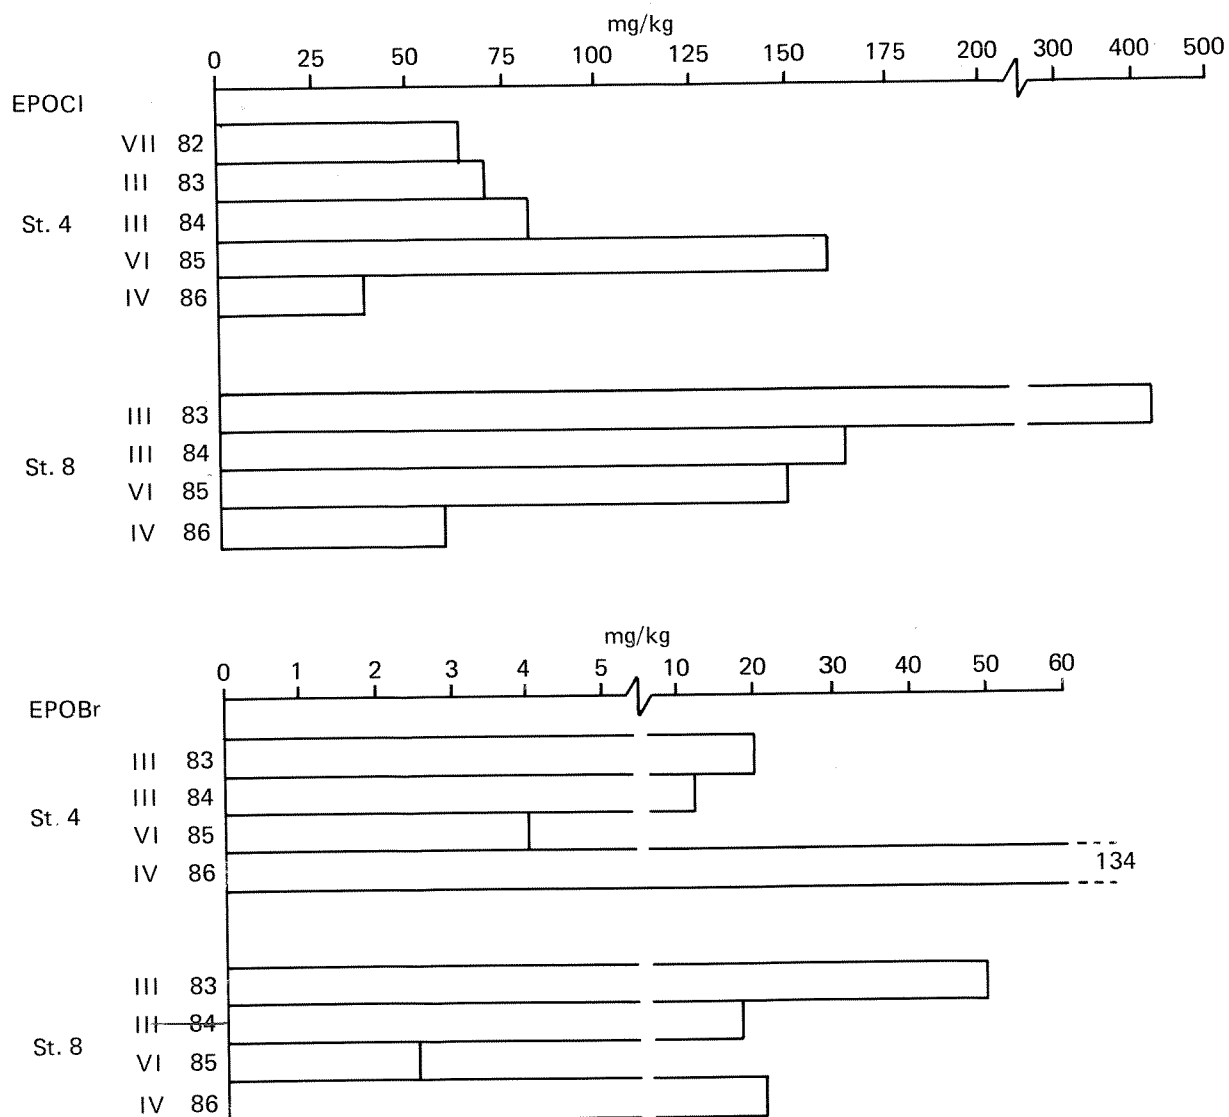 mg/kg
0 25 50 75 100 125 150 175 200 300 400 500
EPOCl
VII 82
III 83
St. 4
III 84
VI 85
IV 86
III 83
St. 8
III 84
VI 85
IV 86
mg/kg
0 1 2 3 4 5 10 20 30 40 50 60
EPOBr
III 83
St. 4
III 84
VI 85
IV 86 134
III 83
III 84
St. 8
VI 85
IV 86